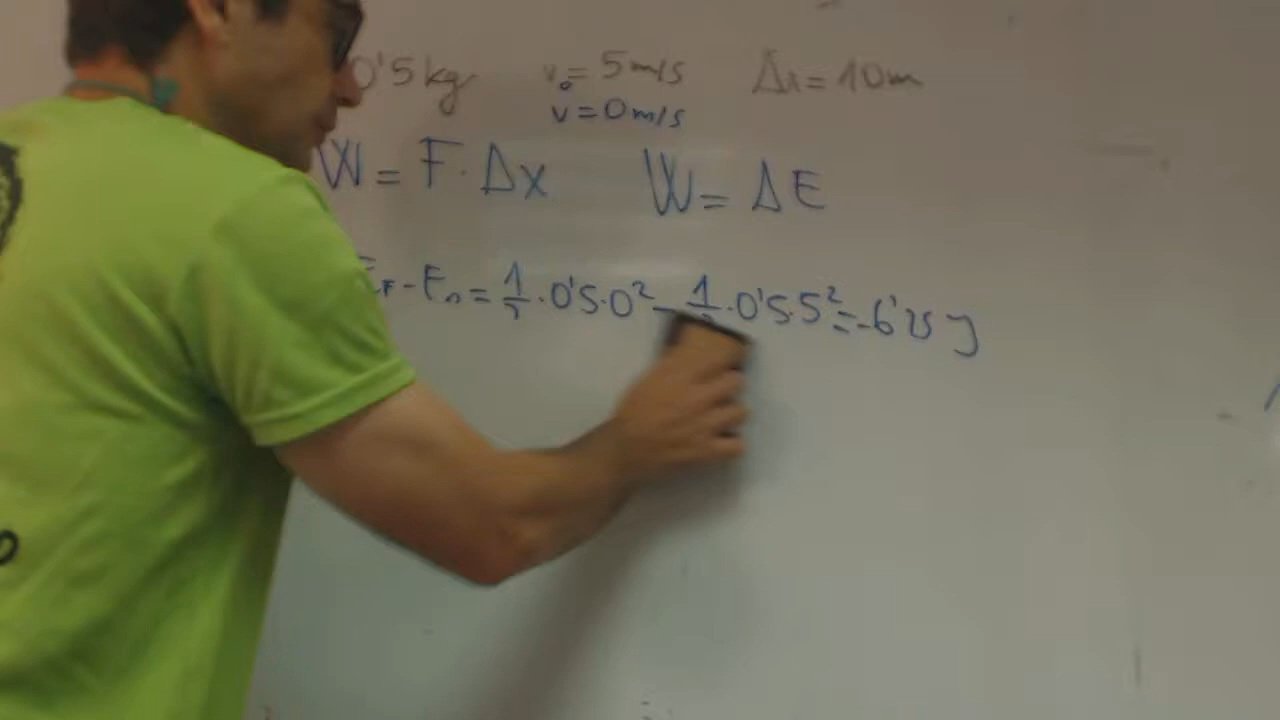 0'5 kg v₀ = 5 m/s Δx = 10 m
v = 0 m/s
W = F · Δx W = ΔE
F - E₀ = 1/2 · 0'5 · 0² - 1/2 · 0'5 · 5² = -6'25 J